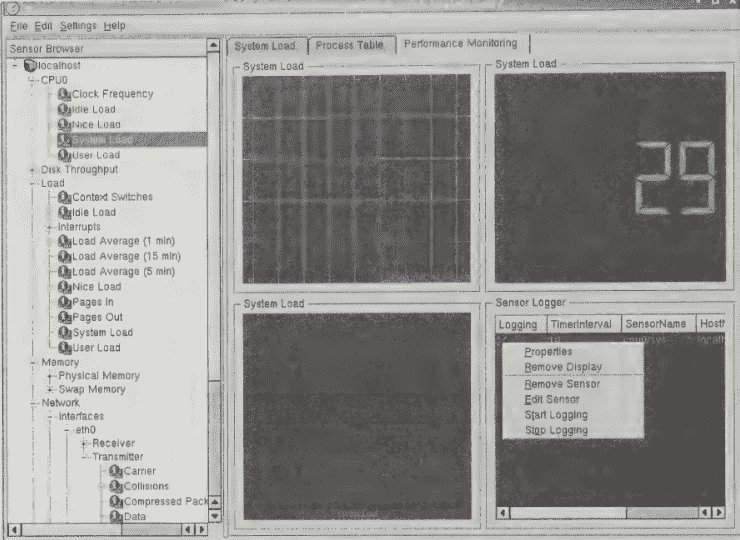 File Edit Settings Help
Sensor Browser
localhost
CPU0
Clock Frequency
Idle Load
Nice Load
System Load
User Load
Disk Throughput
Load
Context Switches
Idle Load
Interrupts
Load Average (1 min)
Load Average (15 min)
Load Average (5 min)
Nice Load
Pages In
Pages Out
System Load
User Load
Memory
Physical Memory
Swap Memory
Network
Interfaces
eth0
Receiver
Transmitter
Carrier
Collisions
Compressed Pack
Data
System Load
Process Table
Performance Monitoring
System Load
System Load
29
System Load
Sensor Logger
Logging TimerInterval SensorName Hostn
Properties
Remove Display
Remove Sensor
Edit Sensor
Start Logging
Stop Logging